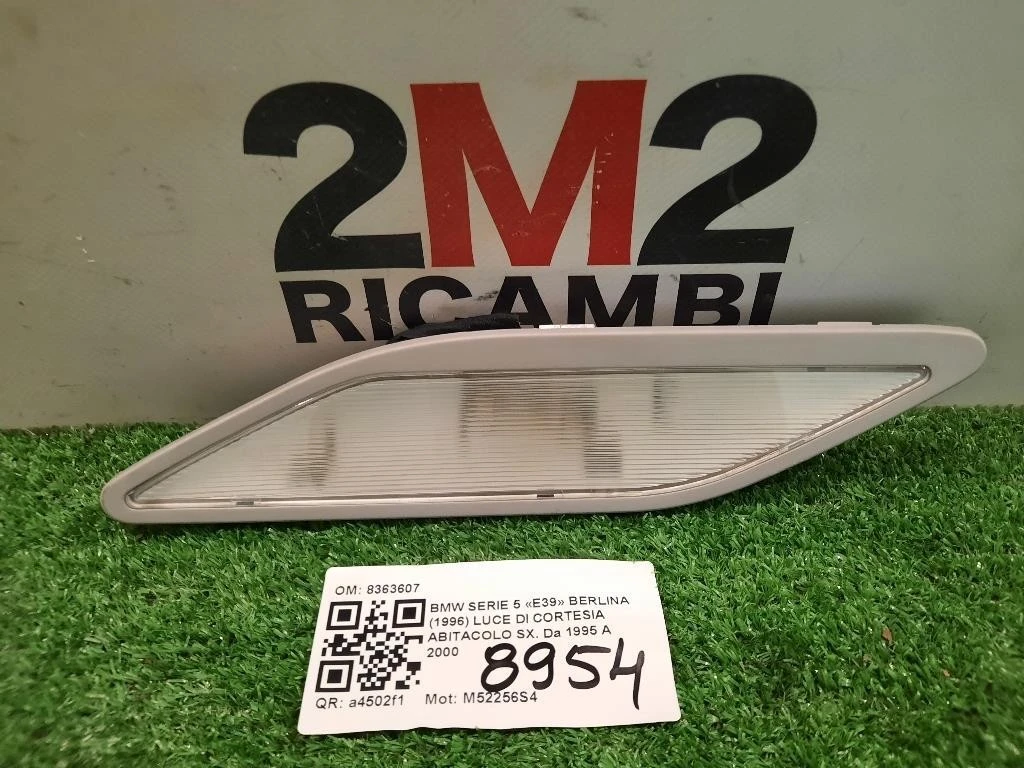 2M2
RICAMBI
OM: 8363607
BMW SERIE 5 «E39» BERLINA
(1996) LUCE DI CORTESIA
ABITACOLO SX. Da 1995 A
2000
8954
QR: a4502f1 Mot: M52256S4